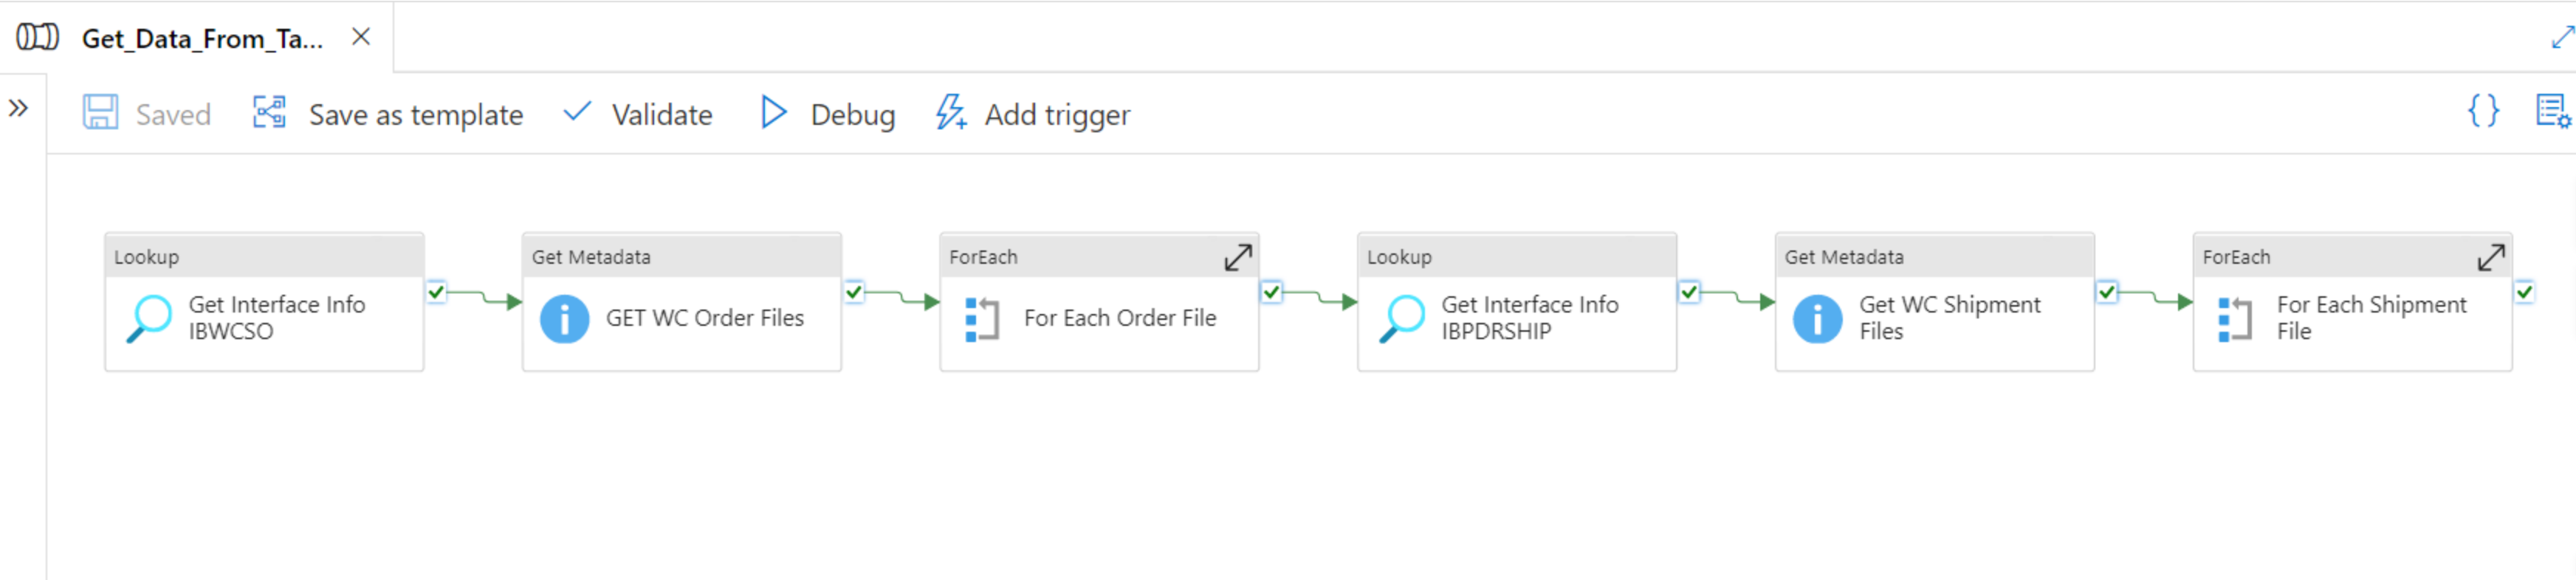 Get_Data_From_Ta...
Saved
Save as template
Validate
Debug
Add trigger
Lookup
Get Interface Info
IBWCSO
Get Metadata
GET WC Order Files
ForEach
For Each Order File
Lookup
Get Interface Info
IBPDRSHIP
Get Metadata
Get WC Shipment
Files
ForEach
For Each Shipment
File